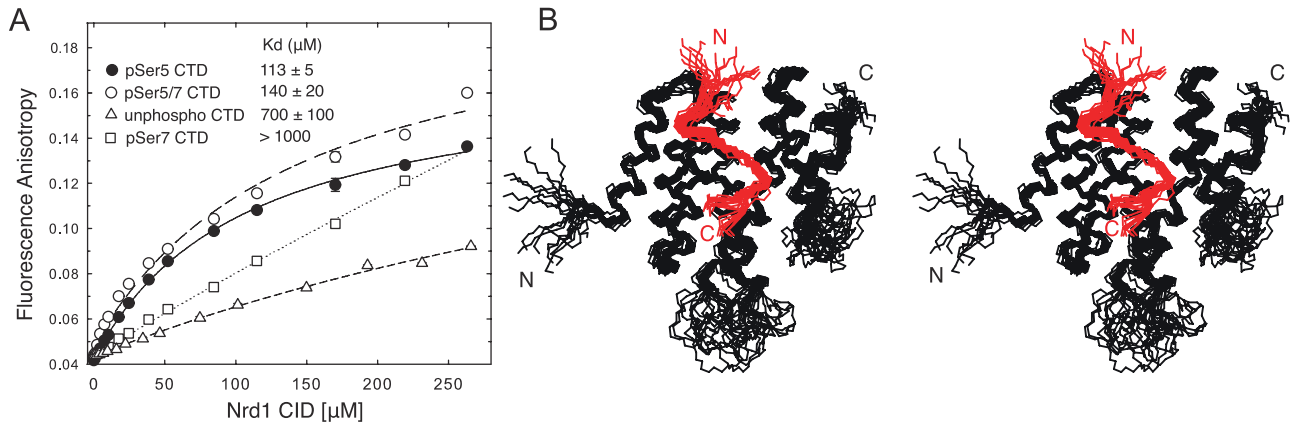 A
B
Fluorescence Anisotropy
0.18
0.16
0.14
0.12
0.10
0.08
0.06
0.04
Kd (μM)
pSer5 CTD 113 ± 5
pSer5/7 CTD 140 ± 20
unphospho CTD 700 ± 100
pSer7 CTD > 1000
0 50 100 150 200 250
Nrd1 CID [μM]
N
C
N
C
N
C
N
C